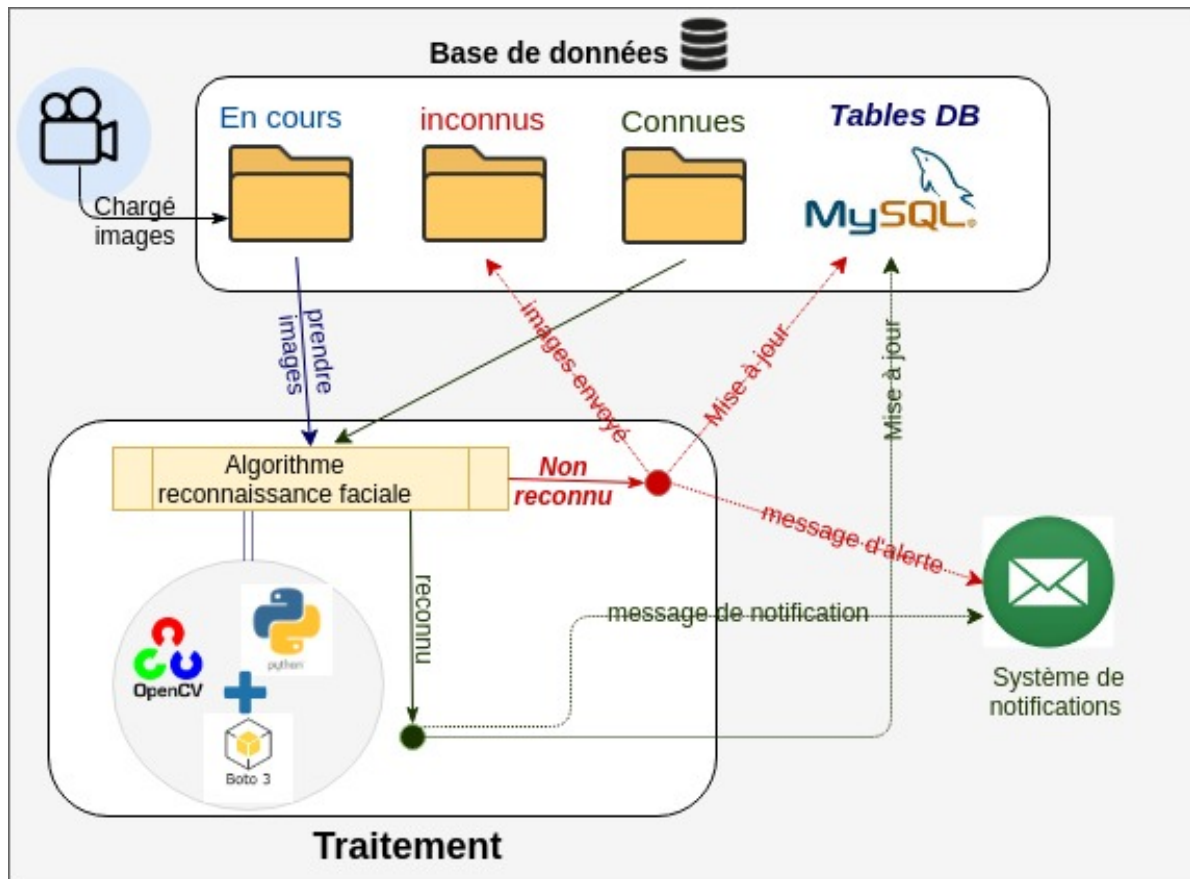 Base de données
En cours
inconnus
Connues
Tables DB
MySQL
Chargé
images
prendre
images
images envoyé
Mise à jour
Mise à jour
Algorithme
reconnaissance faciale
Non
reconnu
message d'alerte
reconnu
message de notification
python
OpenCV
Boto 3
Système de
notifications
Traitement